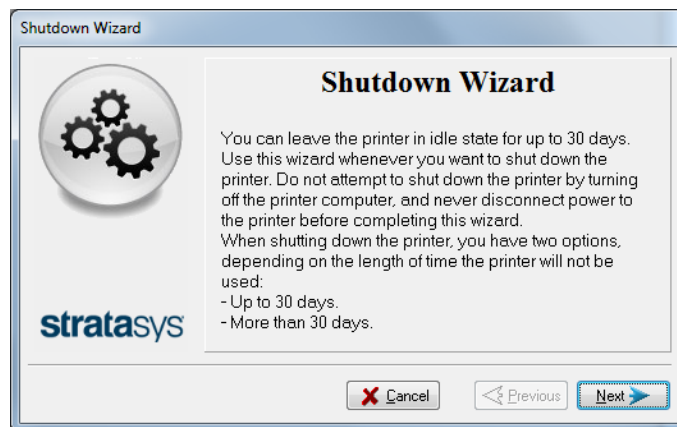 Shutdown Wizard
Shutdown Wizard
You can leave the printer in idle state for up to 30 days.
Use this wizard whenever you want to shut down the
printer. Do not attempt to shut down the printer by turning
off the printer computer, and never disconnect power to
the printer before completing this wizard.
When shutting down the printer, you have two options,
depending on the length of time the printer will not be
used:
- Up to 30 days.
- More than 30 days.
stratasys
Cancel
Previous
Next